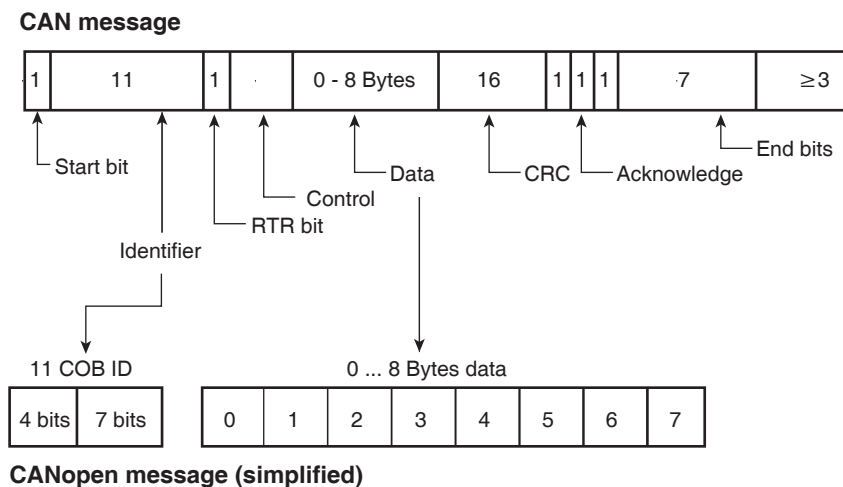 CAN message
1 11 1 . 0 - 8 Bytes 16 1 1 1 7 ≥3
Start bit
Identifier
RTR bit
Control
Data
CRC
Acknowledge
End bits
11 COB ID
0 ... 8 Bytes data
4 bits 7 bits
0 1 2 3 4 5 6 7
CANopen message (simplified)